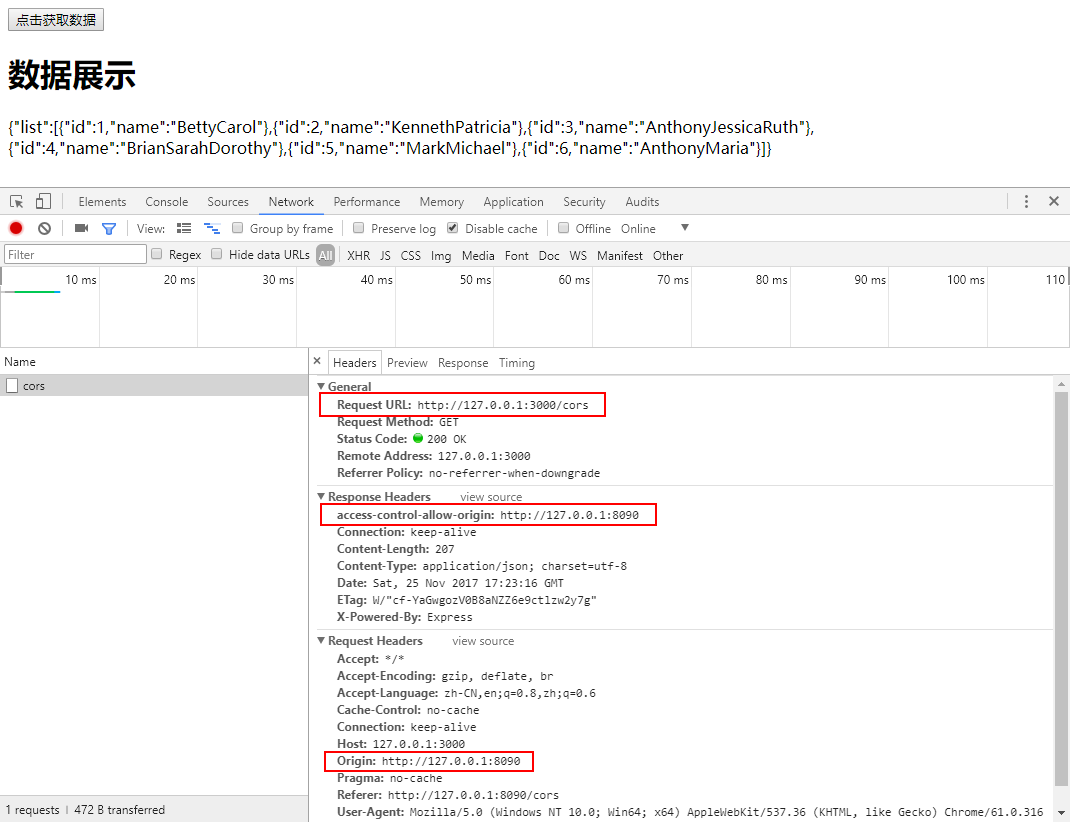 点击获取数据
数据展示
{"list":[{"id":1,"name":"BettyCarol"},{"id":2,"name":"KennethPatricia"},{"id":3,"name":"AnthonyJessicaRuth"},
{"id":4,"name":"BrianSarahDorothy"},{"id":5,"name":"MarkMichael"},{"id":6,"name":"AnthonyMaria"}]}
Elements Console Sources Network Performance Memory Application Security Audits
View: Group by frame Preserve log Disable cache Offline Online
Filter Regex Hide data URLs All XHR JS CSS Img Media Font Doc WS Manifest Other
10 ms 20 ms 30 ms 40 ms 50 ms 60 ms 70 ms 80 ms 90 ms 100 ms 110
Name
cors
Headers Preview Response Timing
General
Request URL: http://127.0.0.1:3000/cors
Request Method: GET
Status Code: 200 OK
Remote Address: 127.0.0.1:3000
Referrer Policy: no-referrer-when-downgrade
Response Headers view source
access-control-allow-origin: http://127.0.0.1:8090
Connection: keep-alive
Content-Length: 207
Content-Type: application/json; charset=utf-8
Date: Sat, 25 Nov 2017 17:23:16 GMT
ETag: W/"cf-YaGwgozV0B8aNZZ6e9ctlzw2y7g"
X-Powered-By: Express
Request Headers view source
Accept: */*
Accept-Encoding: gzip, deflate, br
Accept-Language: zh-CN,en;q=0.8,zh;q=0.6
Cache-Control: no-cache
Connection: keep-alive
Host: 127.0.0.1:3000
Origin: http://127.0.0.1:8090
Pragma: no-cache
Referer: http://127.0.0.1:8090/cors
User-Agent: Mozilla/5.0 (Windows NT 10.0; Win64; x64) AppleWebKit/537.36 (KHTML, like Gecko) Chrome/61.0.316
1 requests | 472 B transferred